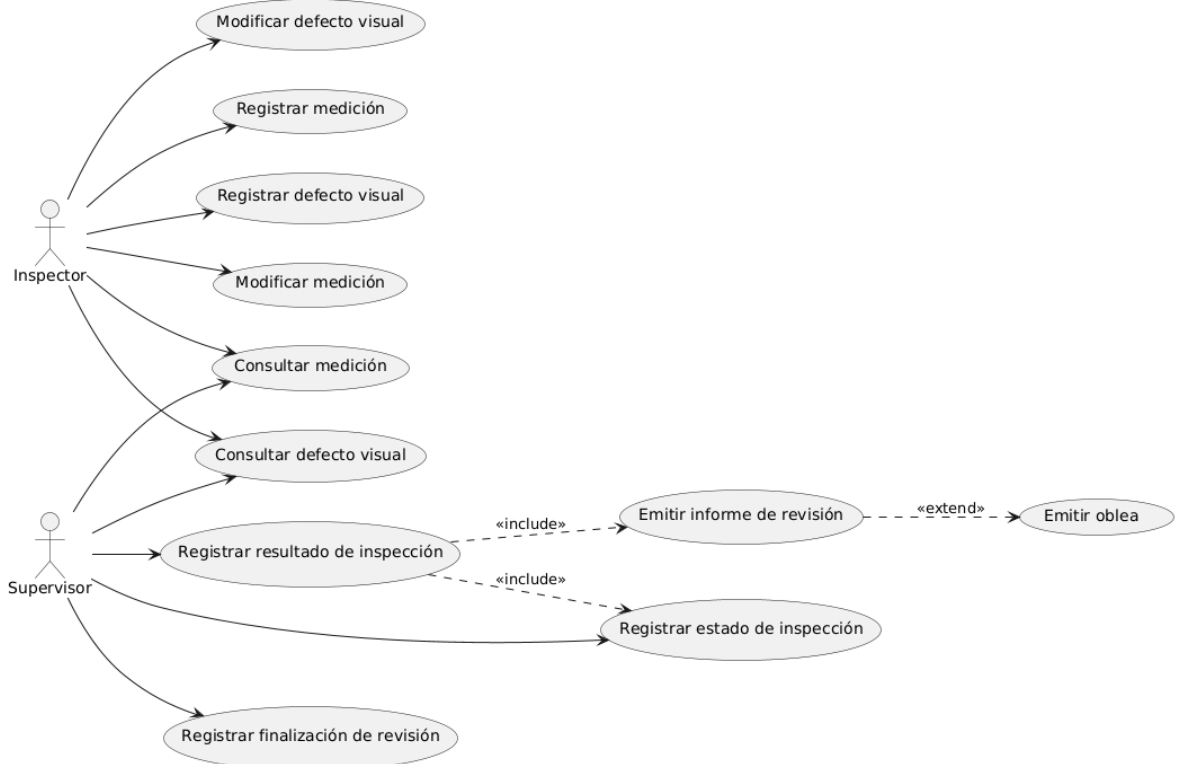 Modificar defecto visual
Registrar medición
Registrar defecto visual
Inspector
Modificar medición
Consultar medición
Consultar defecto visual
«include»
Emitir informe de revisión
«extend»
Emitir oblea
Supervisor
Registrar resultado de inspección
«include»
Registrar estado de inspección
Registrar finalización de revisión